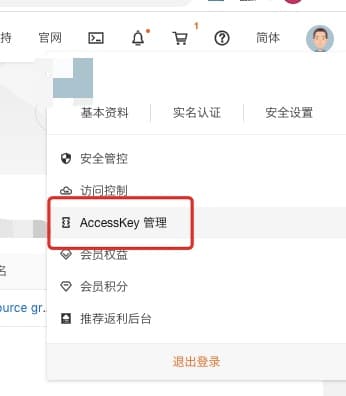 持 官网 1 简体
基本资料 实名认证 安全设置
安全管控
访问控制
AccessKey 管理
会员权益
名
会员积分
ource gr...
推荐返利后台
退出登录